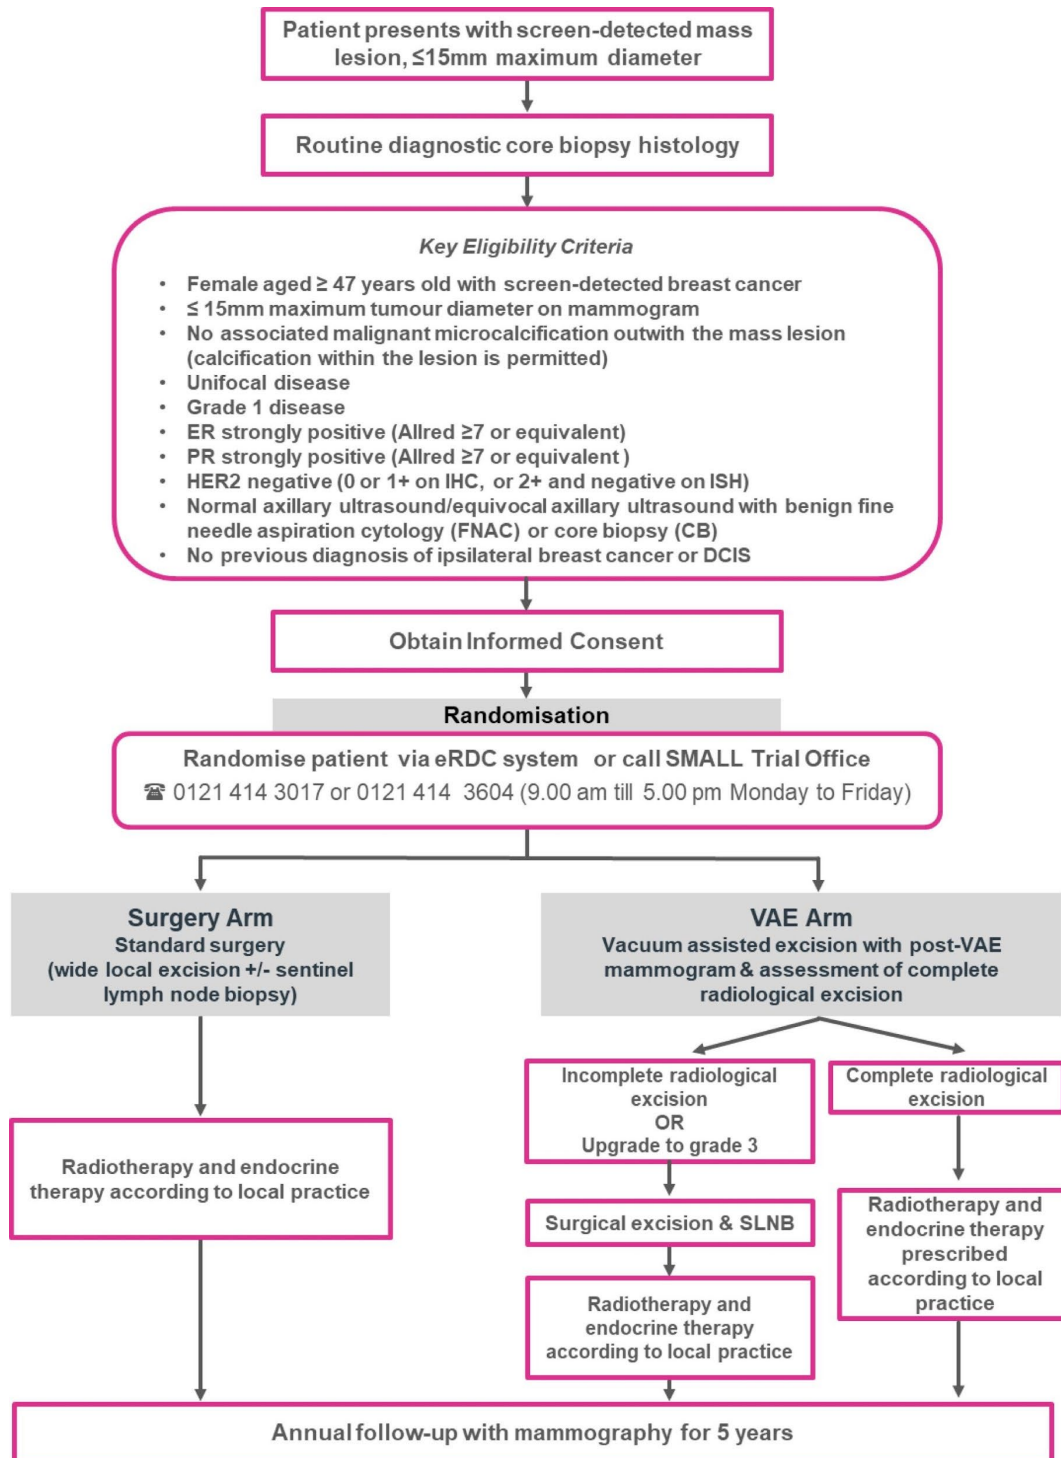 Patient presents with screen-detected mass
lesion, ≤15mm maximum diameter
Routine diagnostic core biopsy histology
Key Eligibility Criteria
• Female aged ≥ 47 years old with screen-detected breast cancer
• ≤ 15mm maximum tumour diameter on mammogram
• No associated malignant microcalcification outwith the mass lesion
(calcification within the lesion is permitted)
• Unifocal disease
• Grade 1 disease
• ER strongly positive (Allred ≥7 or equivalent)
• PR strongly positive (Allred ≥7 or equivalent )
• HER2 negative (0 or 1+ on IHC, or 2+ and negative on ISH)
• Normal axillary ultrasound/equivocal axillary ultrasound with benign fine
needle aspiration cytology (FNAC) or core biopsy (CB)
• No previous diagnosis of ipsilateral breast cancer or DCIS
Obtain Informed Consent
Randomisation
Randomise patient via eRDC system or call SMALL Trial Office
☎ 0121 414 3017 or 0121 414 3604 (9.00 am till 5.00 pm Monday to Friday)
Surgery Arm
Standard surgery
(wide local excision +/- sentinel
lymph node biopsy)
Radiotherapy and endocrine
therapy according to local practice
VAE Arm
Vacuum assisted excision with post-VAE
mammogram & assessment of complete
radiological excision
Incomplete radiological
excision
OR
Upgrade to grade 3
Surgical excision & SLNB
Radiotherapy and
endocrine therapy
according to local practice
Complete radiological
excision
Radiotherapy and
endocrine therapy
prescribed
according to local
practice
Annual follow-up with mammography for 5 years